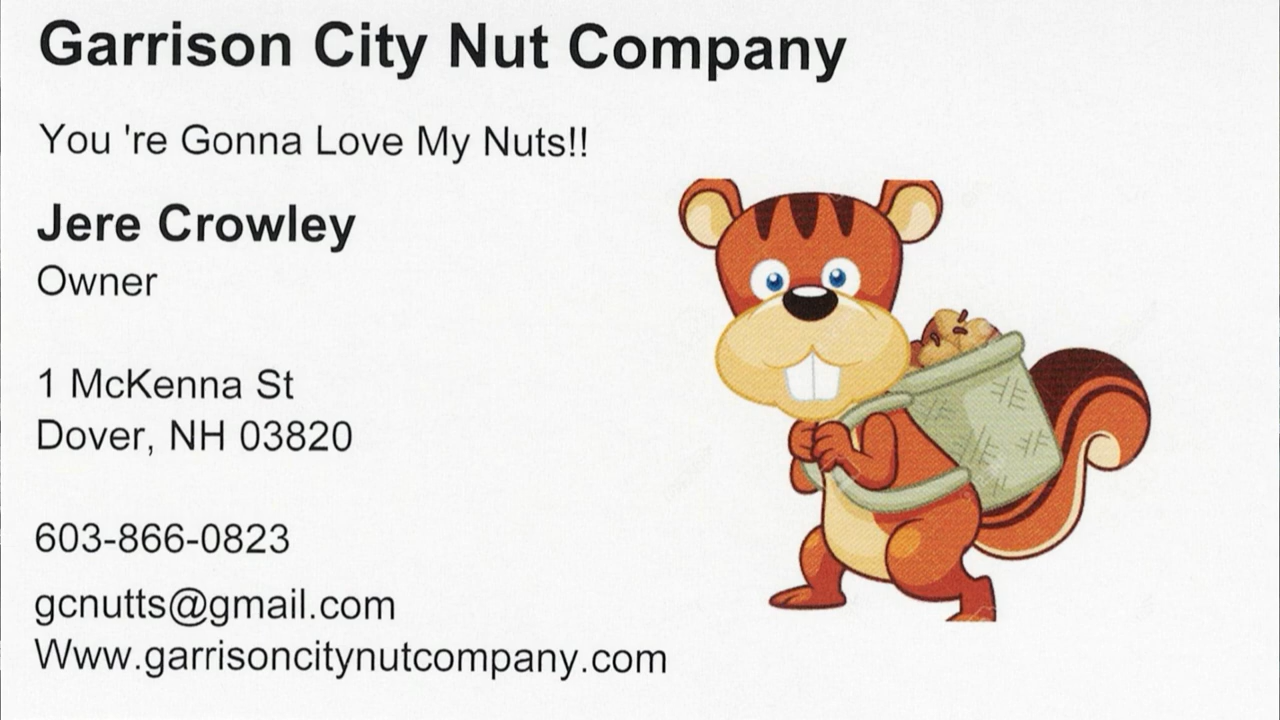 Garrison City Nut Company
You 're Gonna Love My Nuts!!
Jere Crowley
Owner
1 McKenna St
Dover, NH 03820
603-866-0823
gcnutts@gmail.com
Www.garrisoncitynutcompany.com